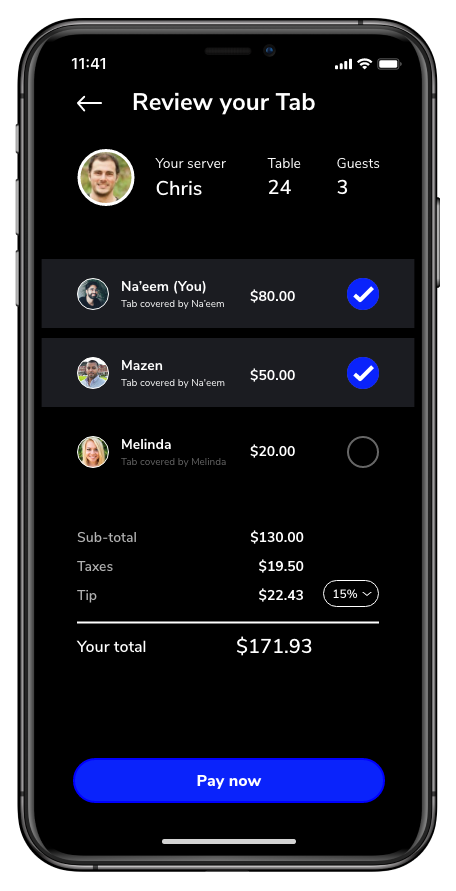 11:41
Review your Tab
Your server Table Guests
Chris 24 3
Na’eem (You)
Tab covered by Na’eem
$80.00
Mazen
Tab covered by Na’eem
$50.00
Melinda
Tab covered by Melinda
$20.00
Sub-total $130.00
Taxes $19.50
Tip $22.43 15%
Your total $171.93
Pay now